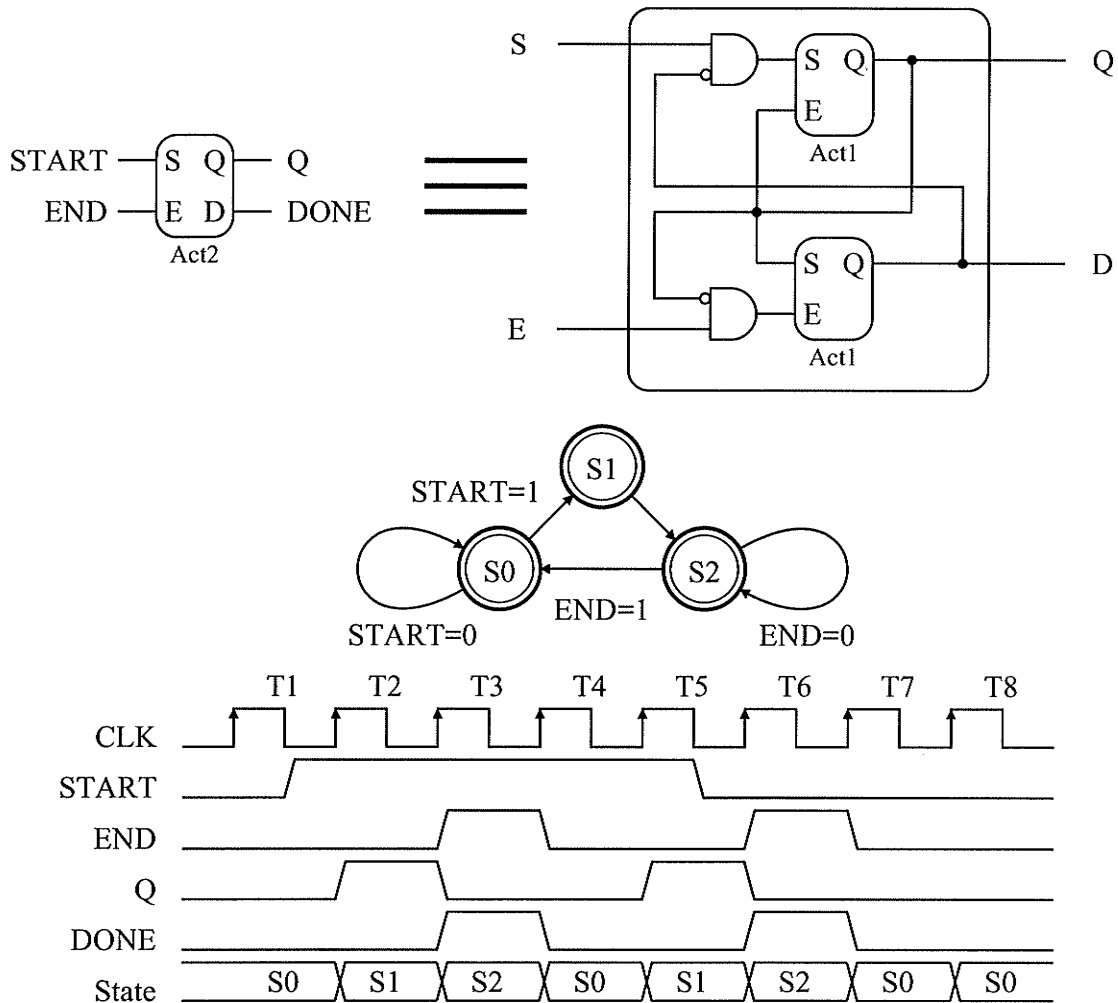 S
Q
S Q
E
Act1
START S Q Q
END E D DONE
Act2
S Q
D
E
E
Act1
S1
START=1
S0
S2
END=1
START=0
END=0
T1 T2 T3 T4 T5 T6 T7 T8
CLK
START
END
Q
DONE
State S0 S1 S2 S0 S1 S2 S0 S0